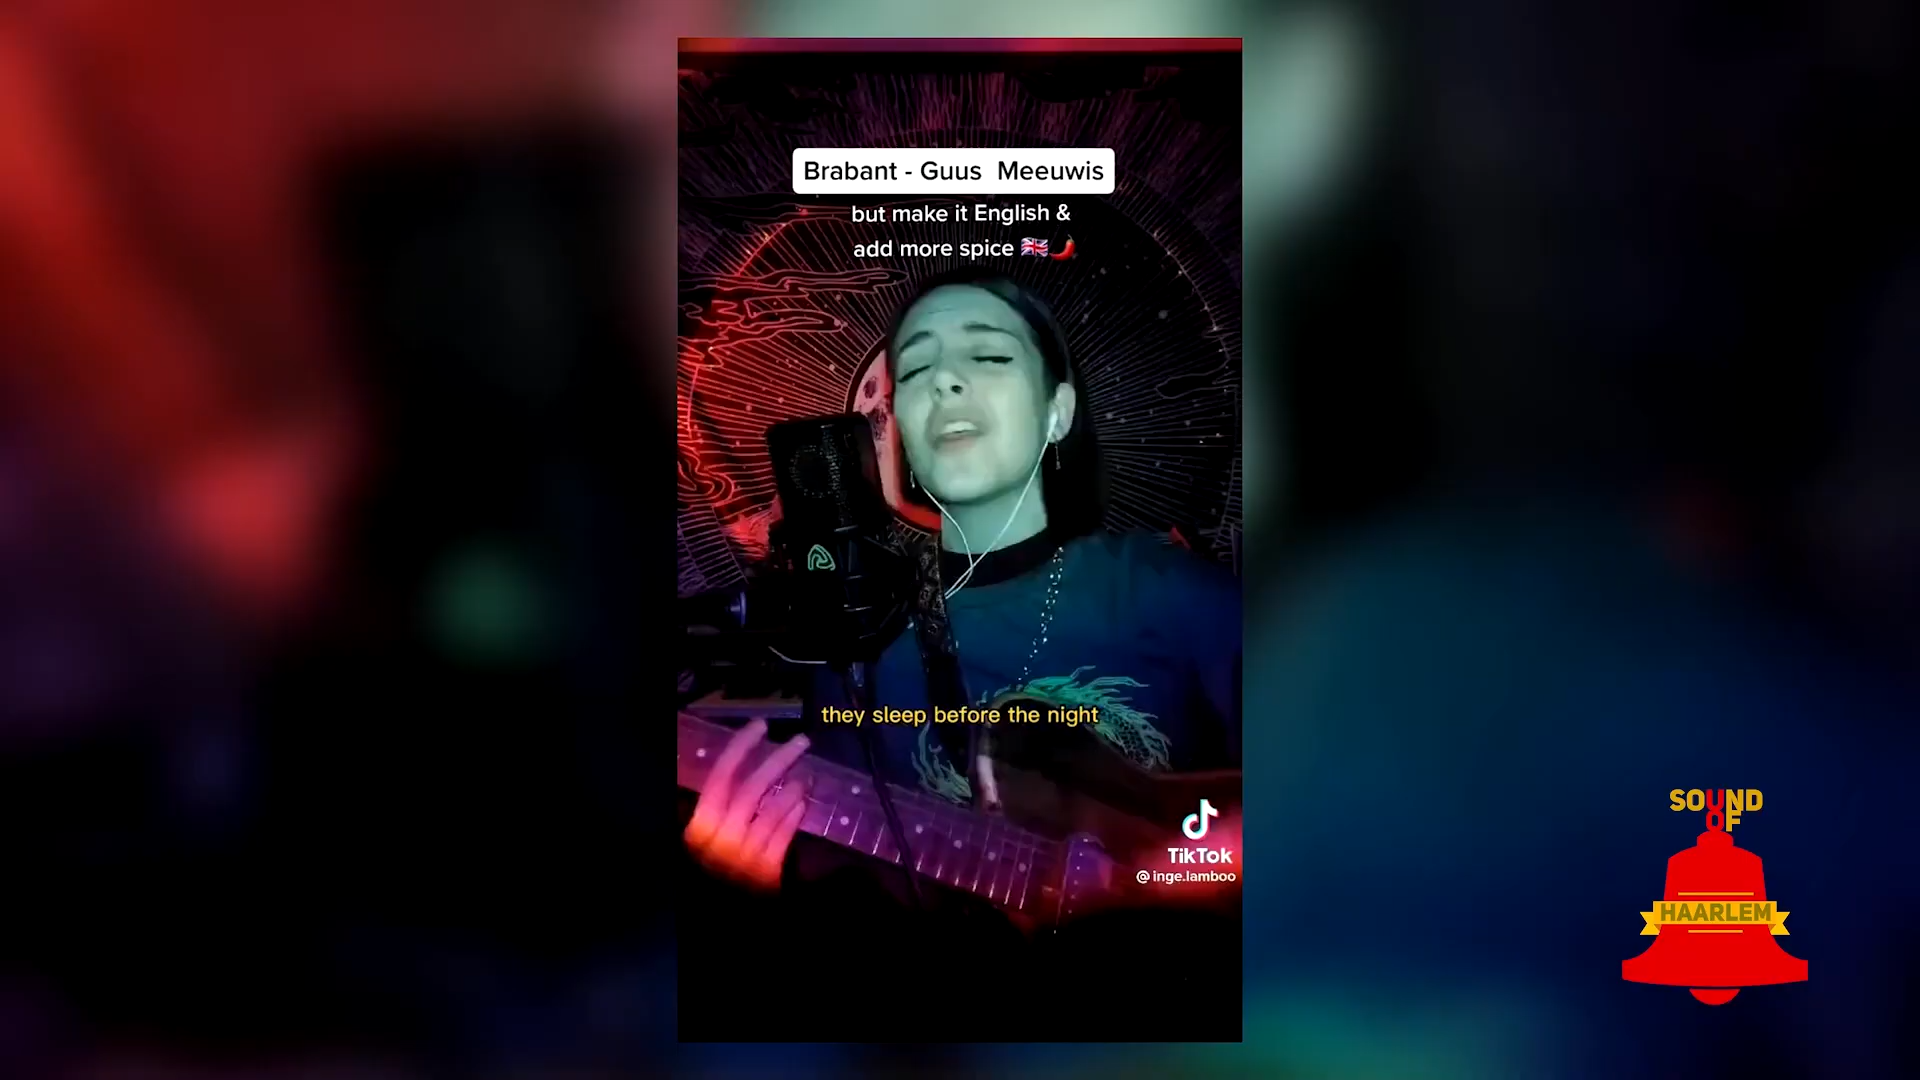 Brabant - Guus Meeuwis
but make it English &
add more spice 🇬🇧🌶️
they sleep before the night
TikTok
@inge.lamboo
SOUND
OF
HAARLEM